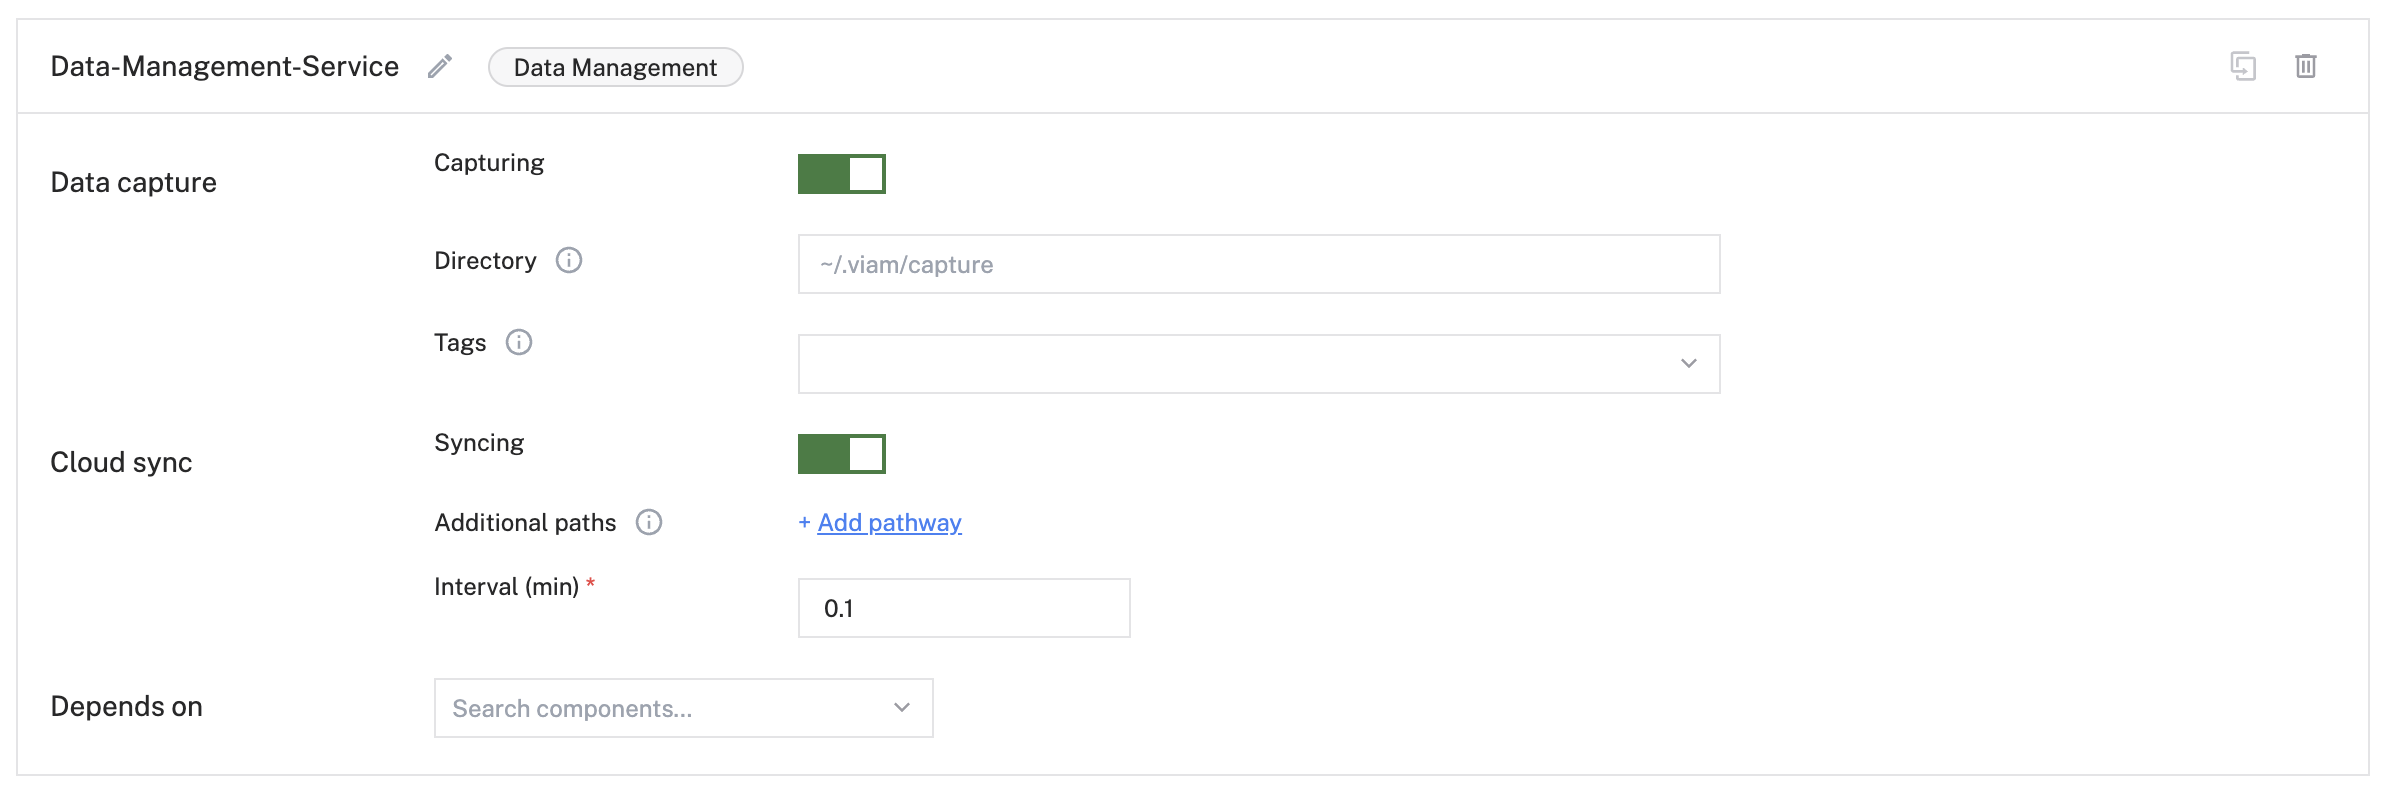 Data-Management-Service
Data Management
Data capture
Capturing
Directory
~/.viam/capture
Tags
Cloud sync
Syncing
Additional paths
+ Add pathway
Interval (min) *
0.1
Depends on
Search components...